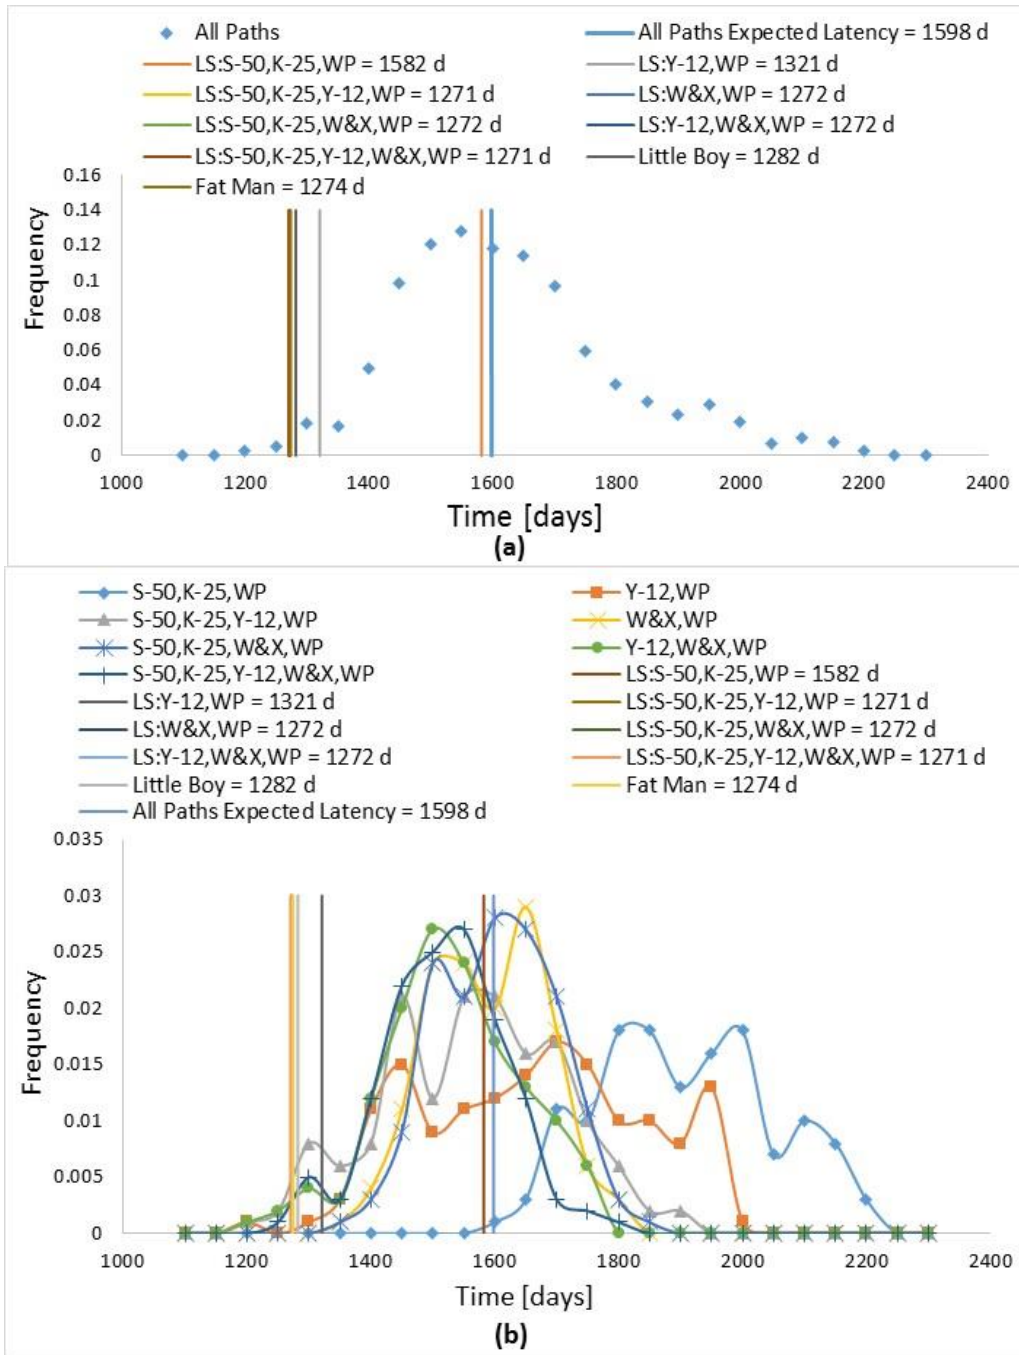 All Paths
All Paths Expected Latency = 1598 d
LS:S-50,K-25,WP = 1582 d
LS:Y-12,WP = 1321 d
LS:S-50,K-25,Y-12,WP = 1271 d
LS:W&X,WP = 1272 d
LS:S-50,K-25,W&X,WP = 1272 d
LS:Y-12,W&X,WP = 1272 d
LS:S-50,K-25,Y-12,W&X,WP = 1271 d
Little Boy = 1282 d
Fat Man = 1274 d
0.16
0.14
0.12
0.1
0.08
0.06
0.04
0.02
0
Frequency
1000 1200 1400 1600 1800 2000 2200 2400
Time [days]
(a)
S-50,K-25,WP
Y-12,WP
S-50,K-25,Y-12,WP
W&X,WP
S-50,K-25,W&X,WP
Y-12,W&X,WP
S-50,K-25,Y-12,W&X,WP
LS:S-50,K-25,WP = 1582 d
LS:Y-12,WP = 1321 d
LS:S-50,K-25,Y-12,WP = 1271 d
LS:W&X,WP = 1272 d
LS:S-50,K-25,W&X,WP = 1272 d
LS:Y-12,W&X,WP = 1272 d
LS:S-50,K-25,Y-12,W&X,WP = 1271 d
Little Boy = 1282 d
Fat Man = 1274 d
All Paths Expected Latency = 1598 d
0.035
0.03
0.025
0.02
0.015
0.01
0.005
0
Frequency
1000 1200 1400 1600 1800 2000 2200 2400
Time [days]
(b)